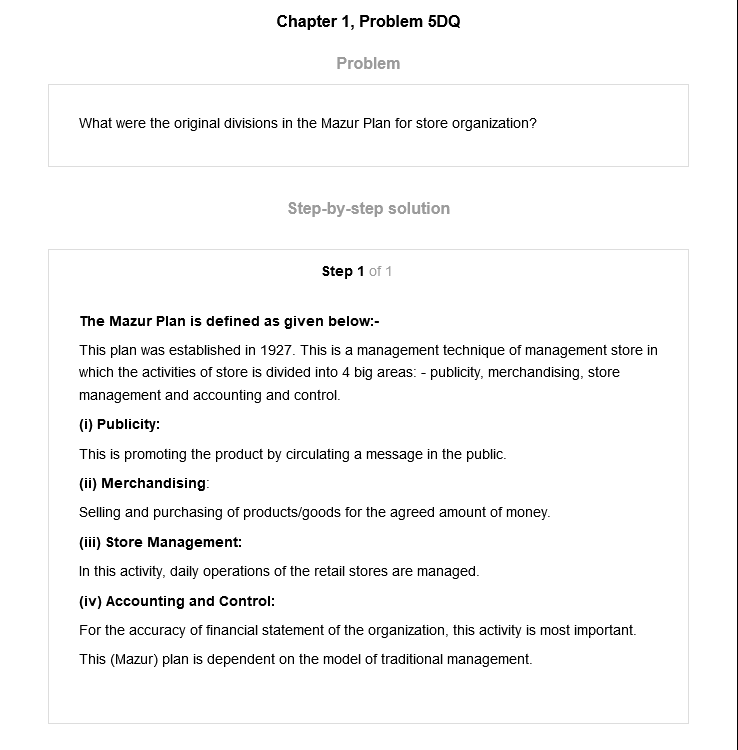 Chapter 1, Problem 5DQ
Problem
What were the original divisions in the Mazur Plan for store organization?
Step-by-step solution
Step 1 of 1
The Mazur Plan is defined as given below:-
This plan was established in 1927. This is a management technique of management store in
which the activities of store is divided into 4 big areas: - publicity, merchandising, store
management and accounting and control.
(i) Publicity:
This is promoting the product by circulating a message in the public.
(ii) Merchandising:
Selling and purchasing of products/goods for the agreed amount of money.
(iii) Store Management:
In this activity, daily operations of the retail stores are managed.
(iv) Accounting and Control:
For the accuracy of financial statement of the organization, this activity is most important.
This (Mazur) plan is dependent on the model of traditional management.